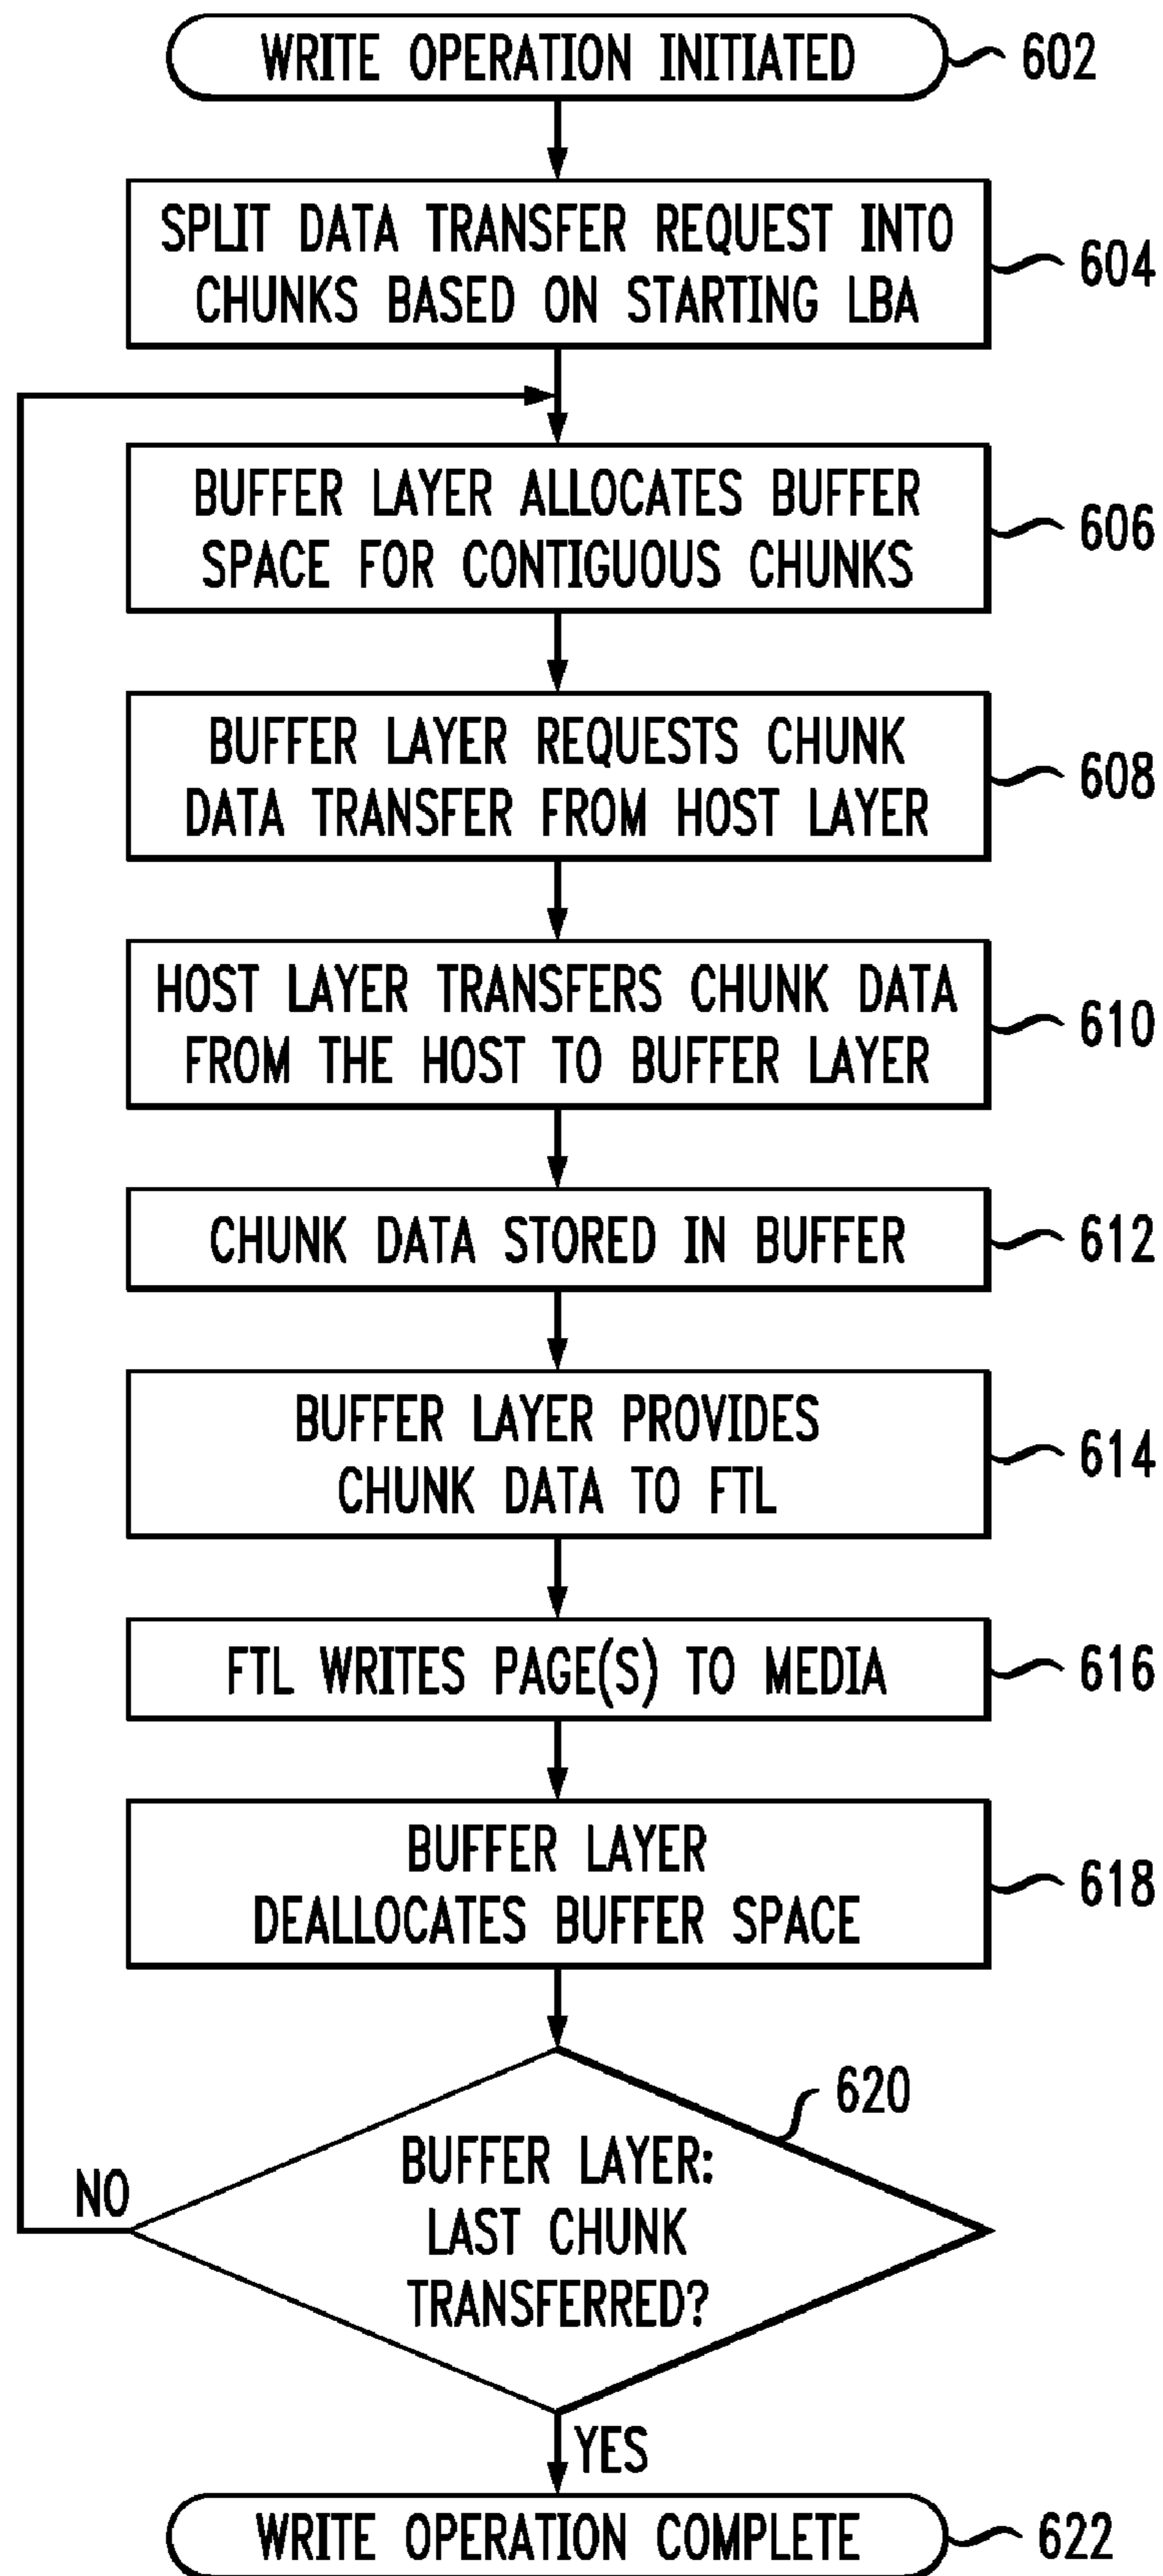 WRITE OPERATION INITIATED
602
SPLIT DATA TRANSFER REQUEST INTO
CHUNKS BASED ON STARTING LBA
604
BUFFER LAYER ALLOCATES BUFFER
SPACE FOR CONTIGUOUS CHUNKS
606
BUFFER LAYER REQUESTS CHUNK
DATA TRANSFER FROM HOST LAYER
608
HOST LAYER TRANSFERS CHUNK DATA
FROM THE HOST TO BUFFER LAYER
610
CHUNK DATA STORED IN BUFFER
612
BUFFER LAYER PROVIDES
CHUNK DATA TO FTL
614
FTL WRITES PAGE(S) TO MEDIA
616
BUFFER LAYER
DEALLOCATES BUFFER SPACE
618
620
BUFFER LAYER:
LAST CHUNK
TRANSFERRED?
NO
YES
WRITE OPERATION COMPLETE
622